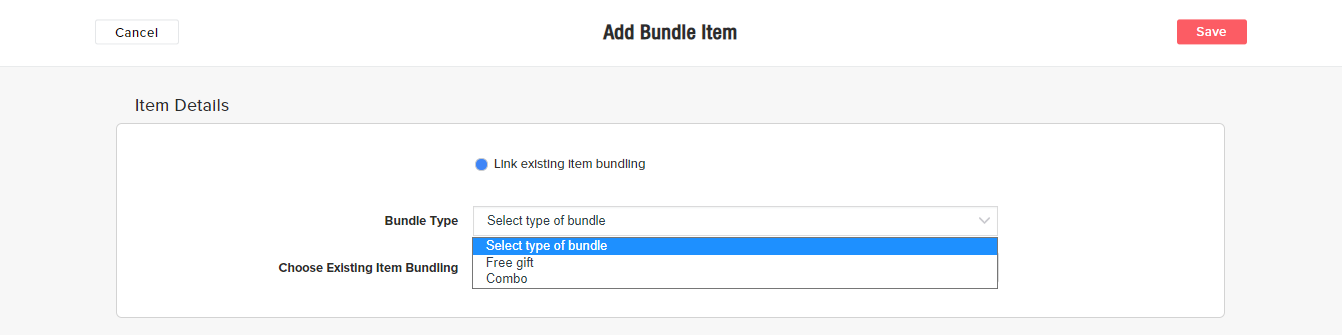 Cancel
Add Bundle Item
Save
Item Details
Link existing item bundling
Bundle Type
Select type of bundle
Select type of bundle
Free gift
Choose Existing Item Bundling
Combo